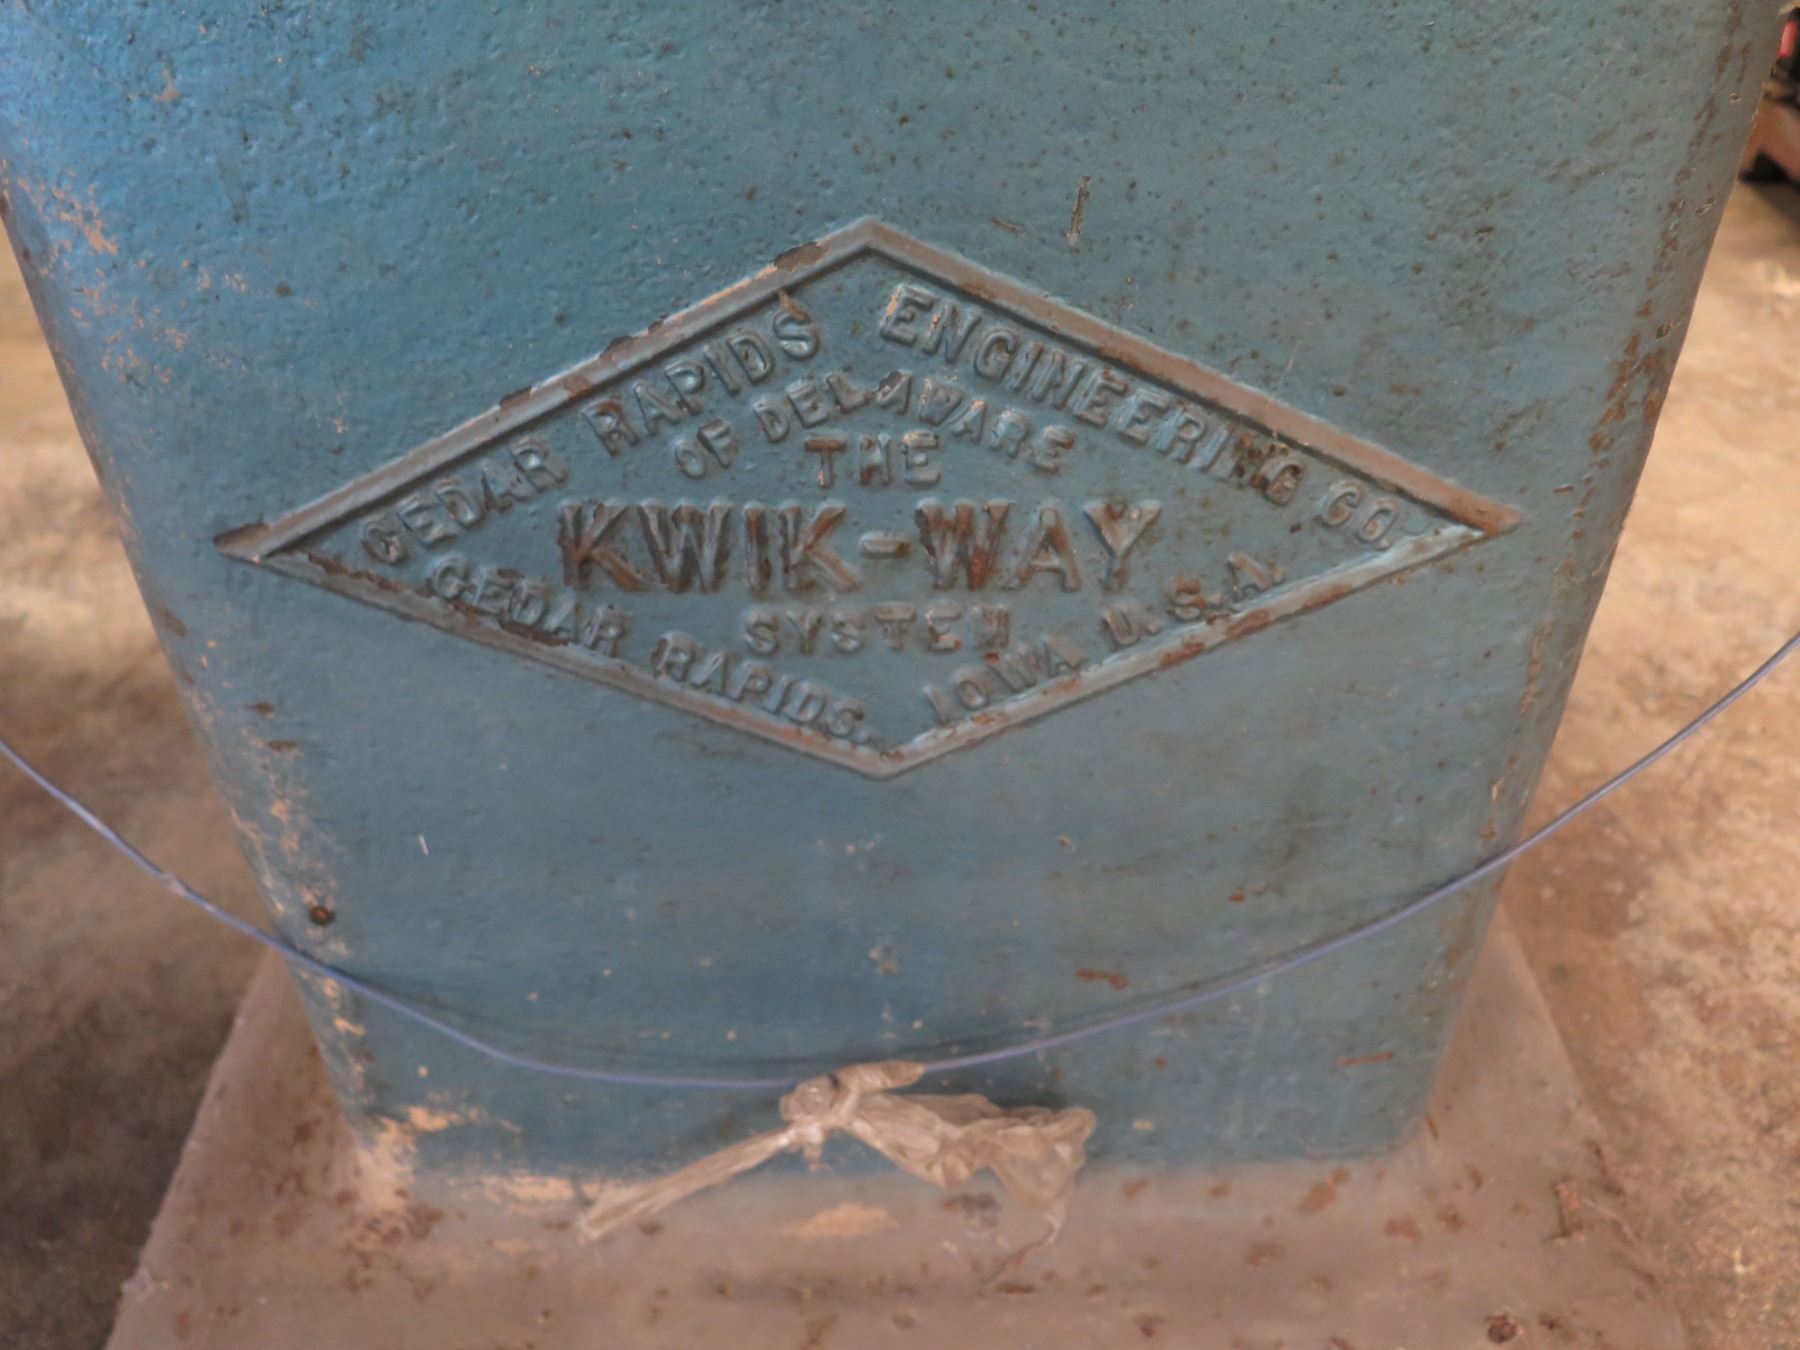 CEDAR RAPIDS ENGINEERING CO.
OF DELAWARE
THE
KWIK-WAY
SYSTEM
CEDAR RAPIDS, IOWA U.S.A.